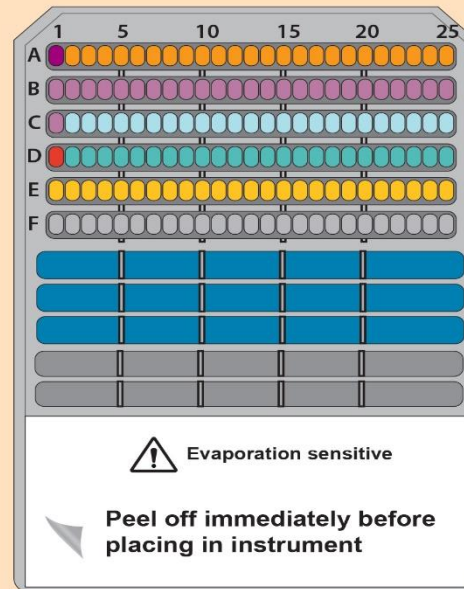 1 5 10 15 20 25
A
B
C
D
E
F
Evaporation sensitive
Peel off immediately before
placing in instrument